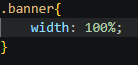 .banner{
    width: 100%;
}